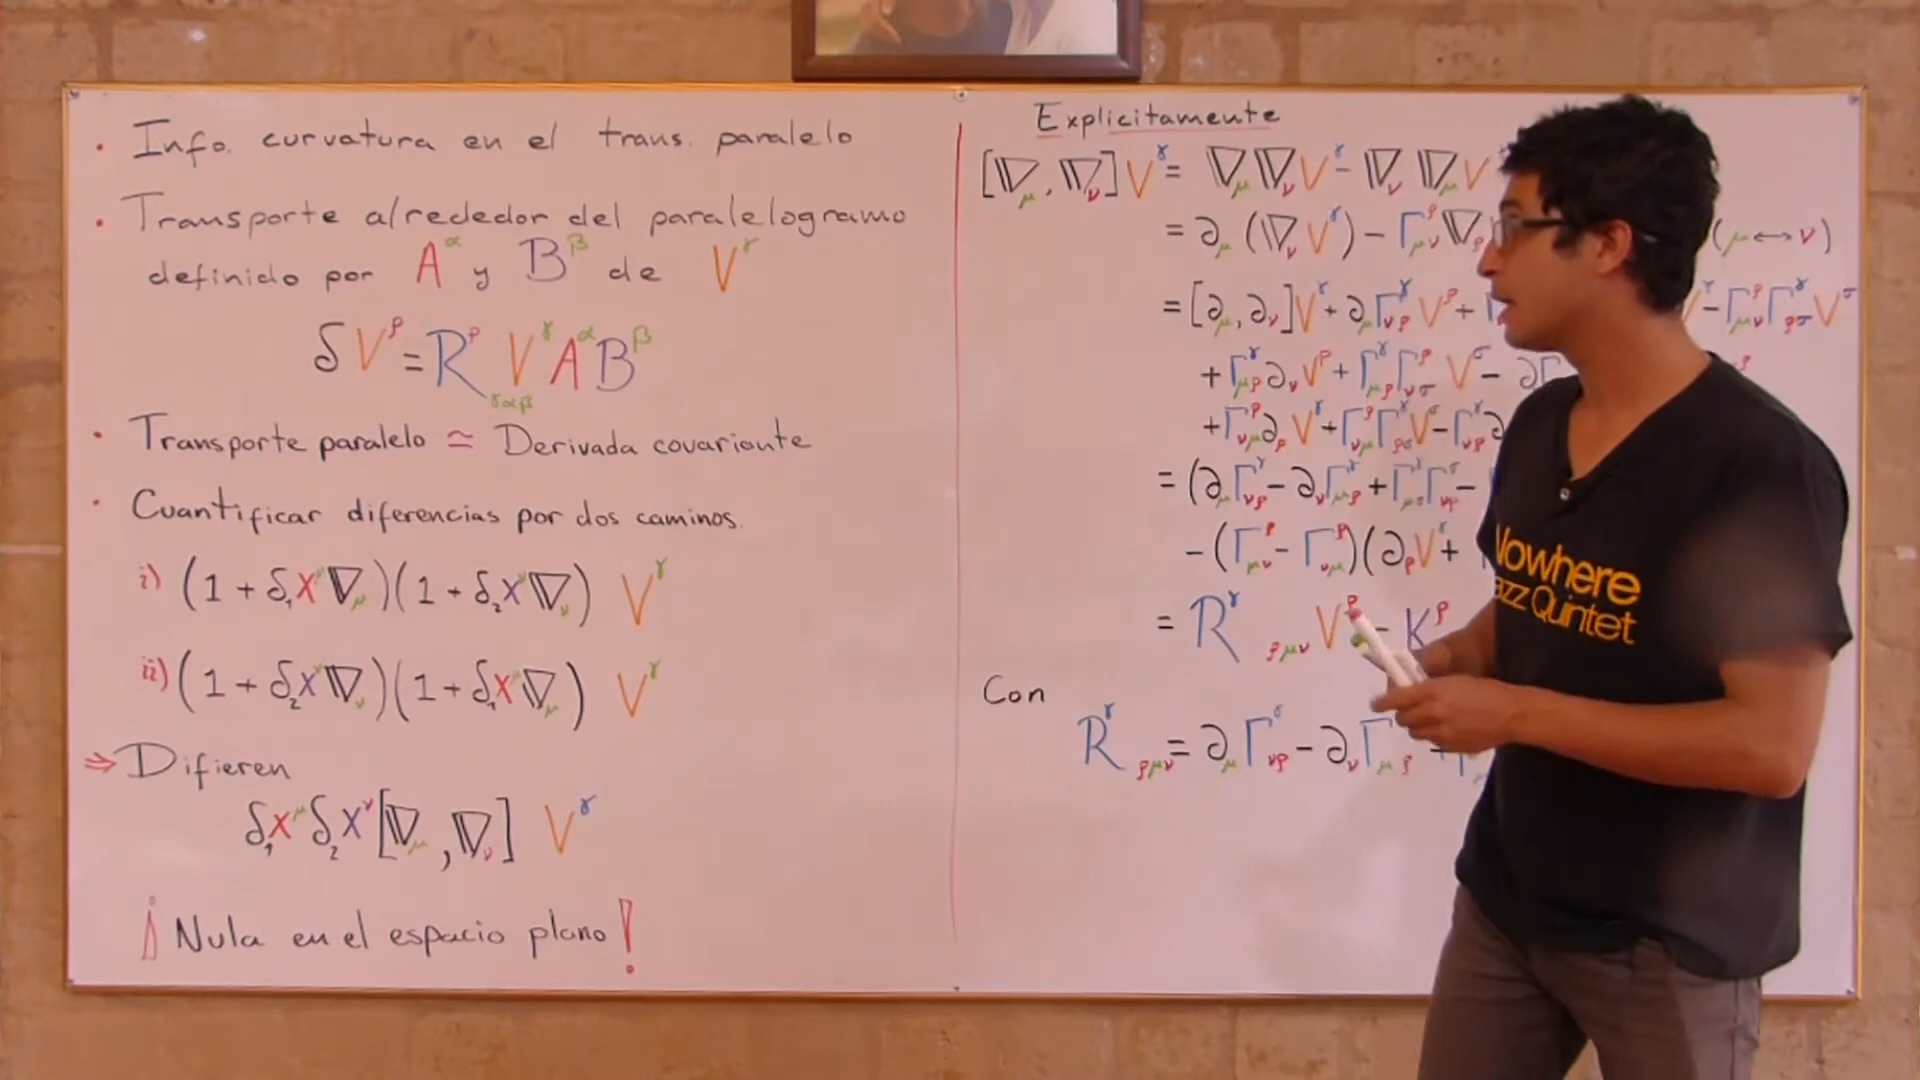 • Info. curvatura en el trans. paralelo
• Transporte alrededor del paralelogramo
definido por A^α y B^β de V^γ
δV^ρ = R^ρ_γαβ V^γ A^α B^β
• Transporte paralelo ≃ Derivada covariante
• Cuantificar diferencias por dos caminos.
i) (1 + δ₁x^μ ∇_μ)(1 + δ₂x^ν ∇_ν) V^γ
ii) (1 + δ₂x^ν ∇_ν)(1 + δ₁x^μ ∇_μ) V^γ
⇒ Difieren
δ₁x^μ δ₂x^ν [∇_μ , ∇_ν] V^γ
¡ Nula en el espacio plano !
Explicitamente
[∇_μ , ∇_ν] V^γ = ∇_μ ∇_ν V^γ - ∇_ν ∇_μ V
= ∂_μ (∇_ν V^γ) - Γ^ρ_μν ∇_ρ (μ ↔ ν)
= [∂_μ, ∂_ν] V^γ + ∂_μ Γ^γ_νρ V^ρ + - Γ^ρ_μν Γ^γ_ρσ V^σ
+ Γ^γ_μρ ∂_ν V^ρ + Γ^γ_μρ Γ^ρ_νσ V^σ - ∂Γ
+ Γ^ρ_νμ ∂_ρ V^γ + Γ^ρ_νμ Γ^γ_ρσ V^σ - Γ^γ_νρ ∂
= (∂_μ Γ^γ_νρ - ∂_ν Γ^γ_μρ + Γ^γ_μσ Γ^σ_νρ -
- (Γ^ρ_μν - Γ^ρ_νμ)(∂_ρ V^γ +
= R^γ_ρμν V^ρ - K^ρ
Con
R^γ_ρμν = ∂_μ Γ^σ_νρ - ∂_ν Γ_μρ + Γ_μ
Nowhere
azz Quintet